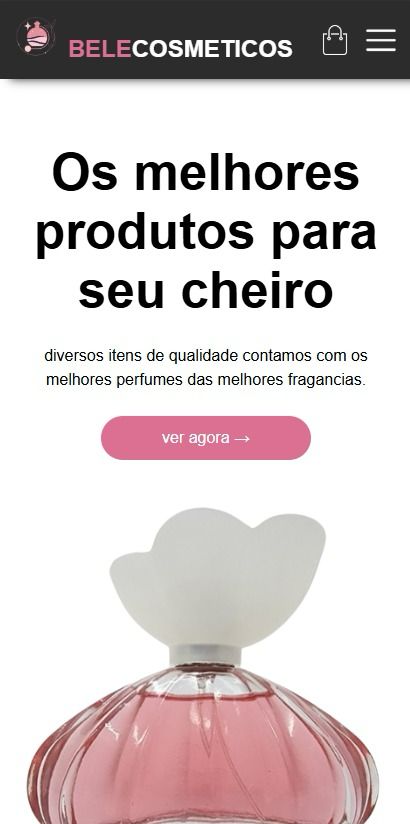 BELECOSMETICOS
Os melhores
produtos para
seu cheiro
diversos itens de qualidade contamos com os
melhores perfumes das melhores fragancias.
ver agora →